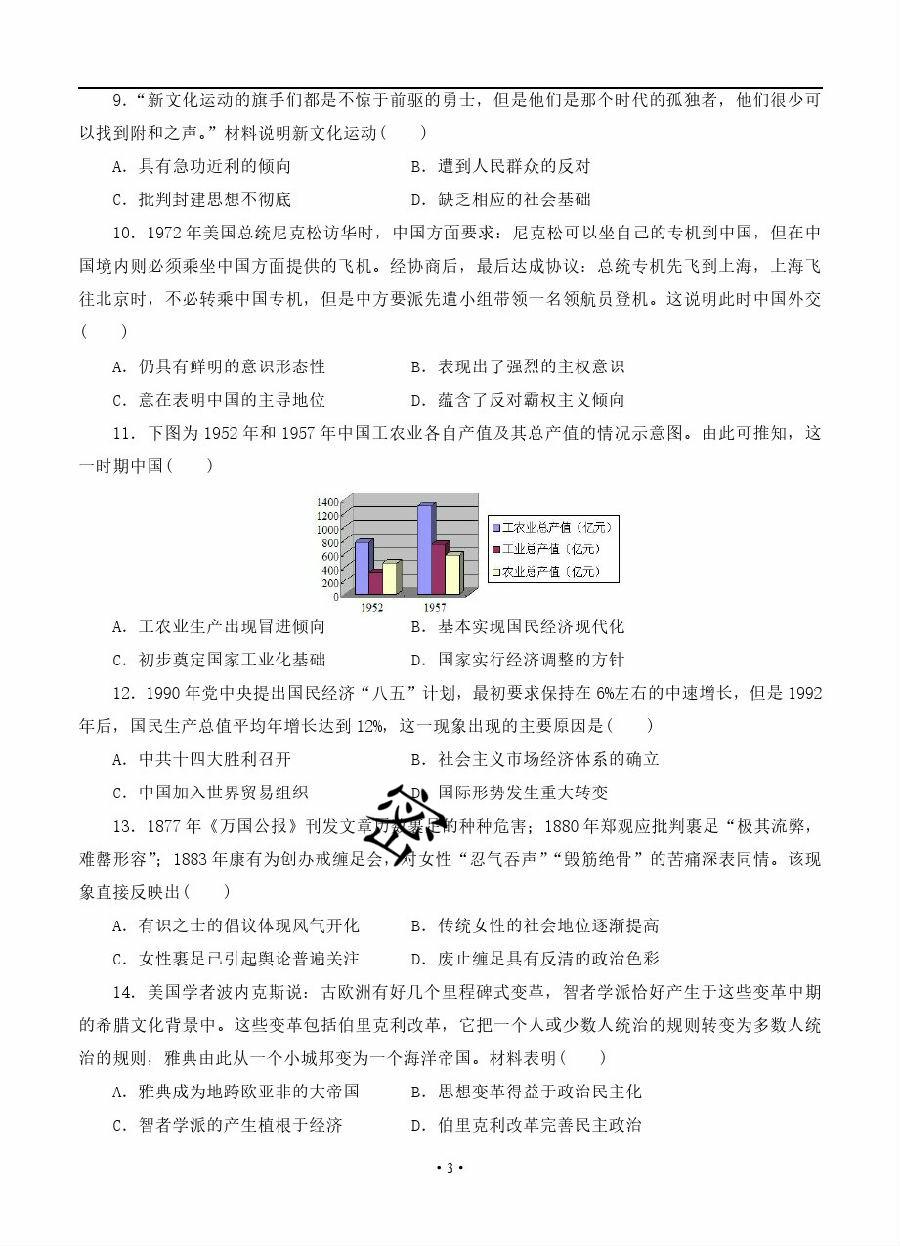 9．“新文化运动的旗手们都是不惊于前驱的勇士，但是他们是那个时代的孤独者，他们很少可
以找到附和之声。”材料说明新文化运动(　　)
A．具有急功近利的倾向　　B．遭到人民群众的反对
C．批判封建思想不彻底　　D．缺乏相应的社会基础
10．1972 年美国总统尼克松访华时，中国方面要求：尼克松可以坐自己的专机到中国，但在中
国境内则必须乘坐中国方面提供的飞机。经协商后，最后达成协议：总统专机先飞到上海，上海飞
往北京时，不必转乘中国专机，但是中方要派先遣小组带领一名领航员登机。这说明此时中国外交
(　　)
A．仍具有鲜明的意识形态性　　B．表现出了强烈的主权意识
C．意在表明中国的主导地位　　D．蕴含了反对霸权主义倾向
11．下图为 1952 年和 1957 年中国工农业各自产值及其总产值的情况示意图。由此可推知，这
一时期中国(　　)
1400
1200
1000
800
600
400
200
0
1952　1957
工农业总产值（亿元）
工业总产值（亿元）
农业总产值（亿元）
A．工农业生产出现冒进倾向　　B．基本实现国民经济现代化
C．初步奠定国家工业化基础　　D．国家实行经济调整的方针
12．1990 年党中央提出国民经济“八五”计划，最初要求保持在 6%左右的中速增长，但是 1992
年后，国民生产总值平均年增长达到 12%，这一现象出现的主要原因是(　　)
A．中共十四大胜利召开　　B．社会主义市场经济体系的确立
C．中国加入世界贸易组织　　D．国际形势发生重大转变
密
13．1877 年《万国公报》刊发文章历数裹足的种种危害；1880 年郑观应批判裹足“极其流弊，
难罄形容”；1883 年康有为创办戒缠足会，对女性“忍气吞声”“毁筋绝骨”的苦痛深表同情。该现
象直接反映出(　　)
A．有识之士的倡议体现风气开化　　B．传统女性的社会地位逐渐提高
C．女性裹足已引起舆论普遍关注　　D．废止缠足具有反清的政治色彩
14．美国学者波内克斯说：古欧洲有好几个里程碑式变革，智者学派恰好产生于这些变革中期
的希腊文化背景中。这些变革包括伯里克利改革，它把一个人或少数人统治的规则转变为多数人统
治的规则，雅典由此从一个小城邦变为一个海洋帝国。材料表明(　　)
A．雅典成为地跨欧亚非的大帝国　　B．思想变革得益于政治民主化
C．智者学派的产生植根于经济　　D．伯里克利改革完善民主政治
·3·